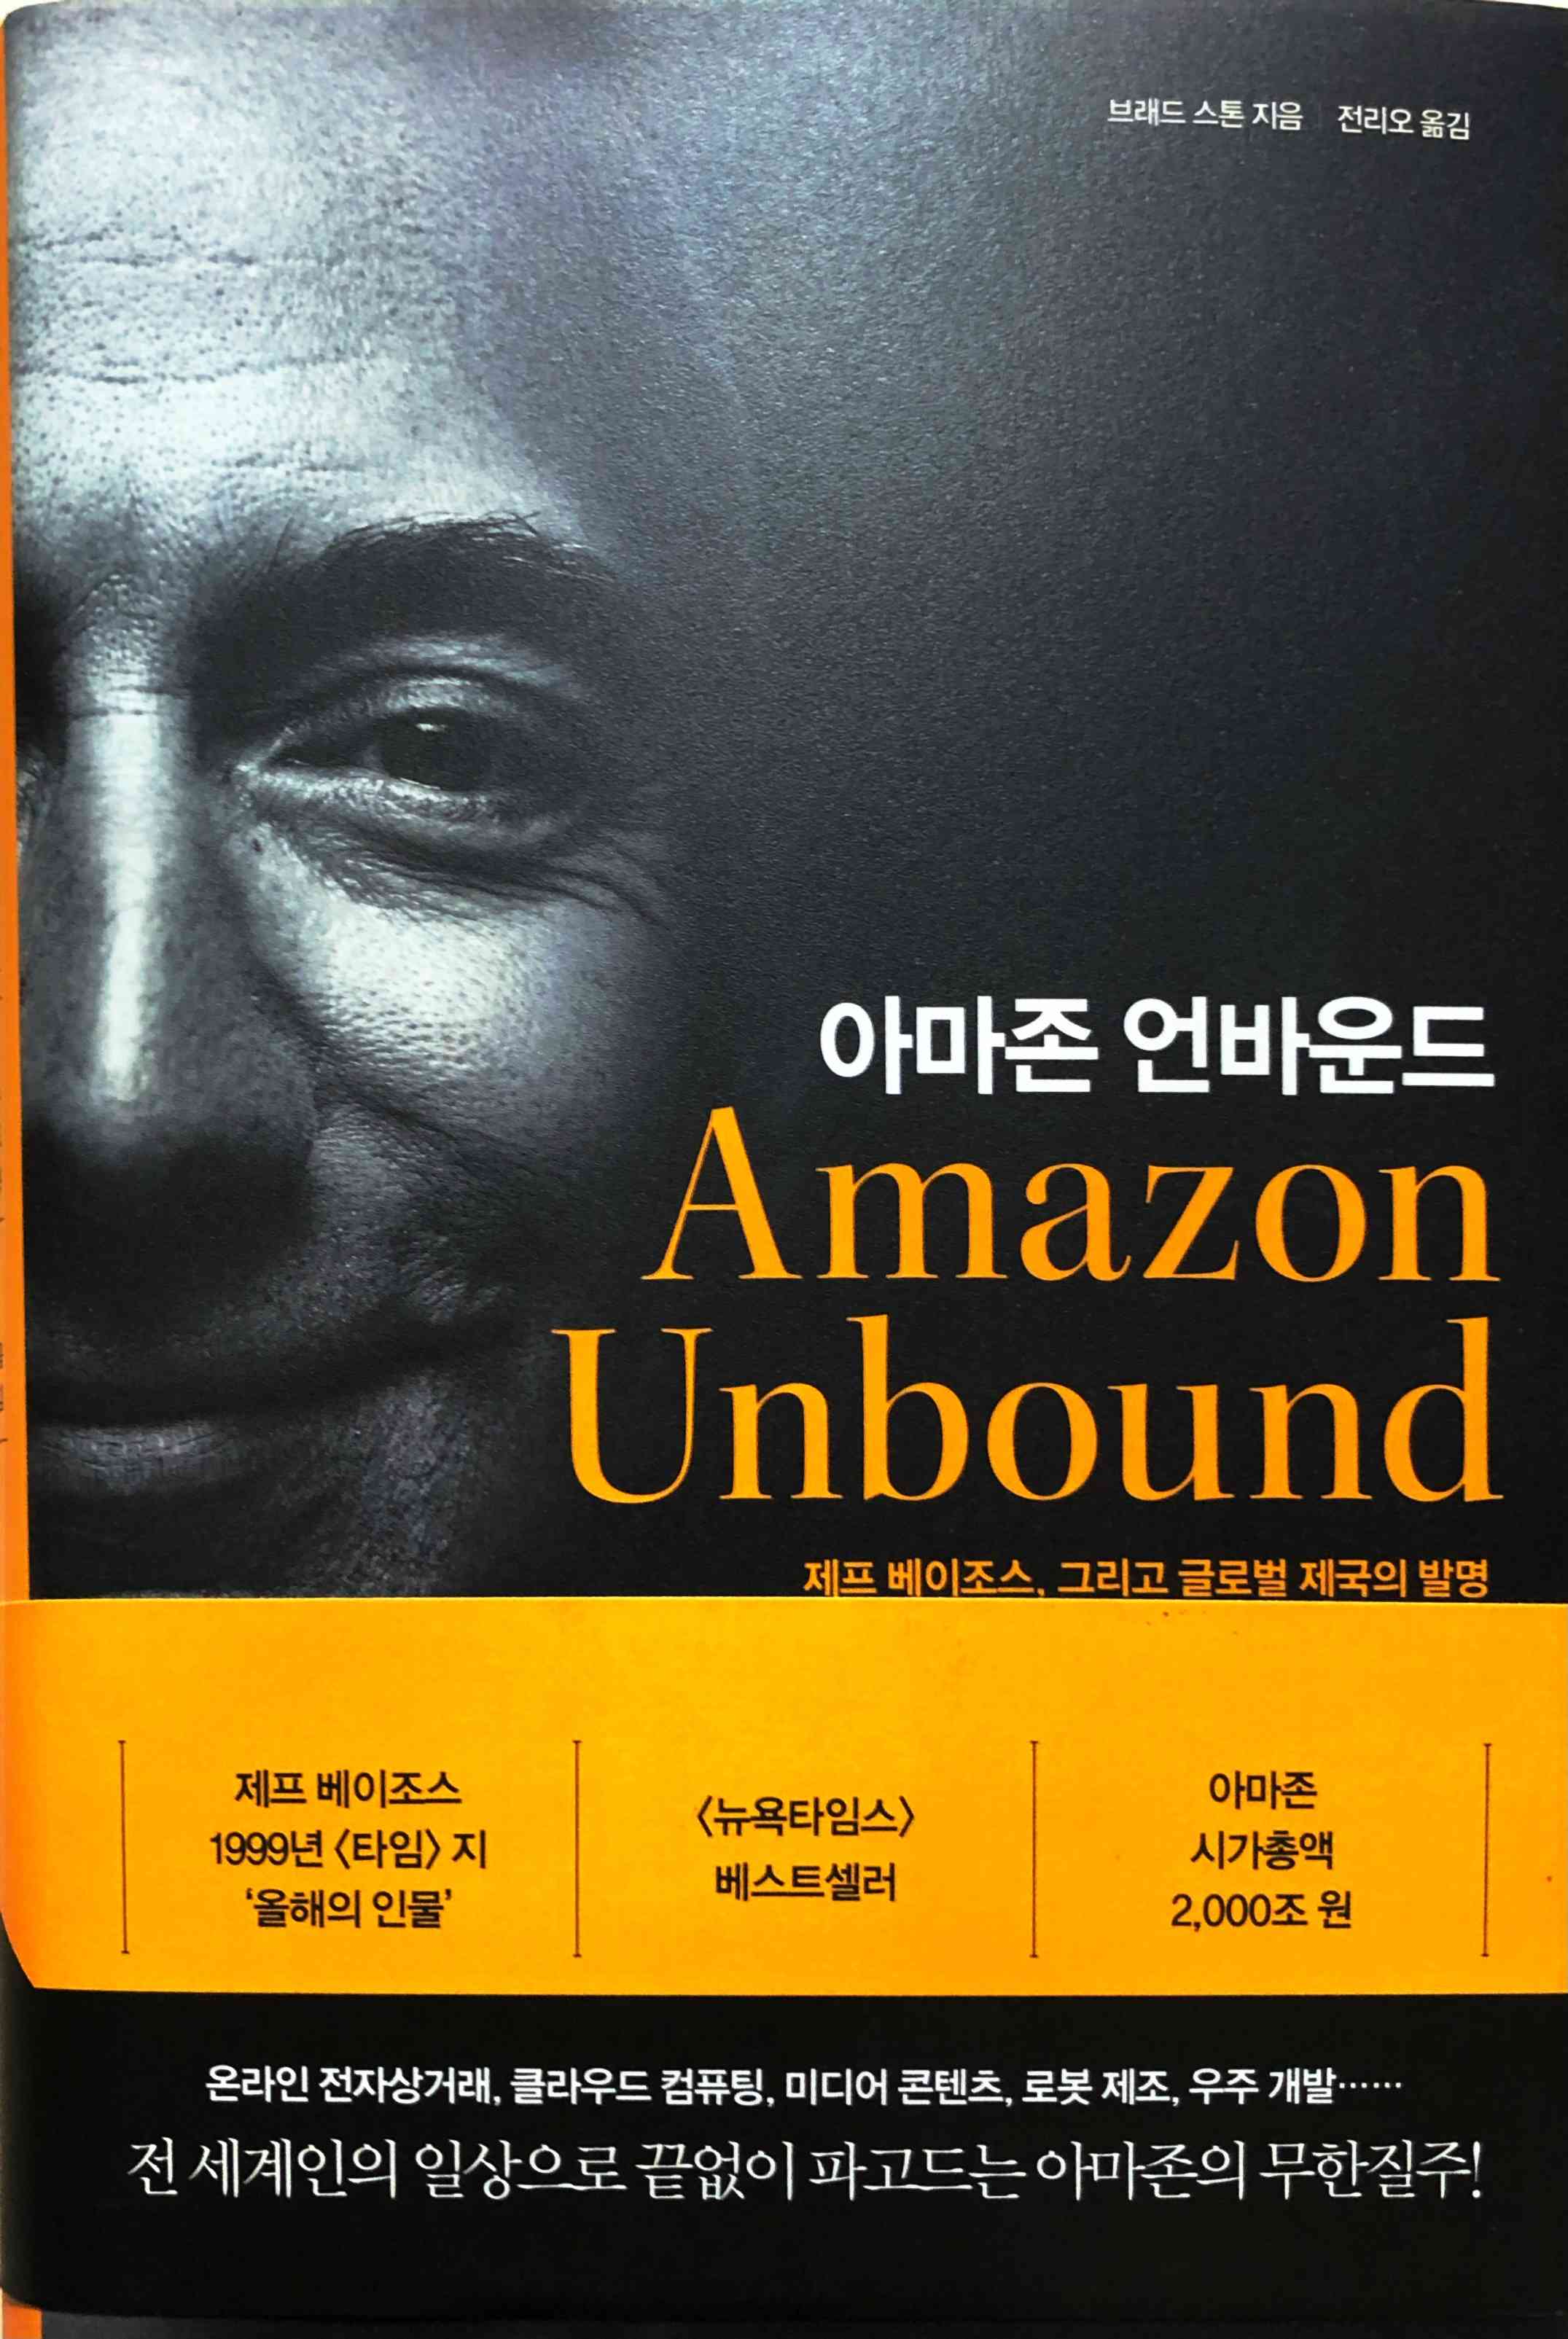 브래드 스톤 지음 | 전리오 옮김
아마존 언바운드
Amazon
Unbound
제프 베이조스, 그리고 글로벌 제국의 발명
제프 베이조스
1999년 〈타임〉 지
‘올해의 인물’
〈뉴욕타임스〉
베스트셀러
아마존
시가총액
2,000조 원
온라인 전자상거래, 클라우드 컴퓨팅, 미디어 콘텐츠, 로봇 제조, 우주 개발……
전 세계인의 일상으로 끝없이 파고드는 아마존의 무한질주!